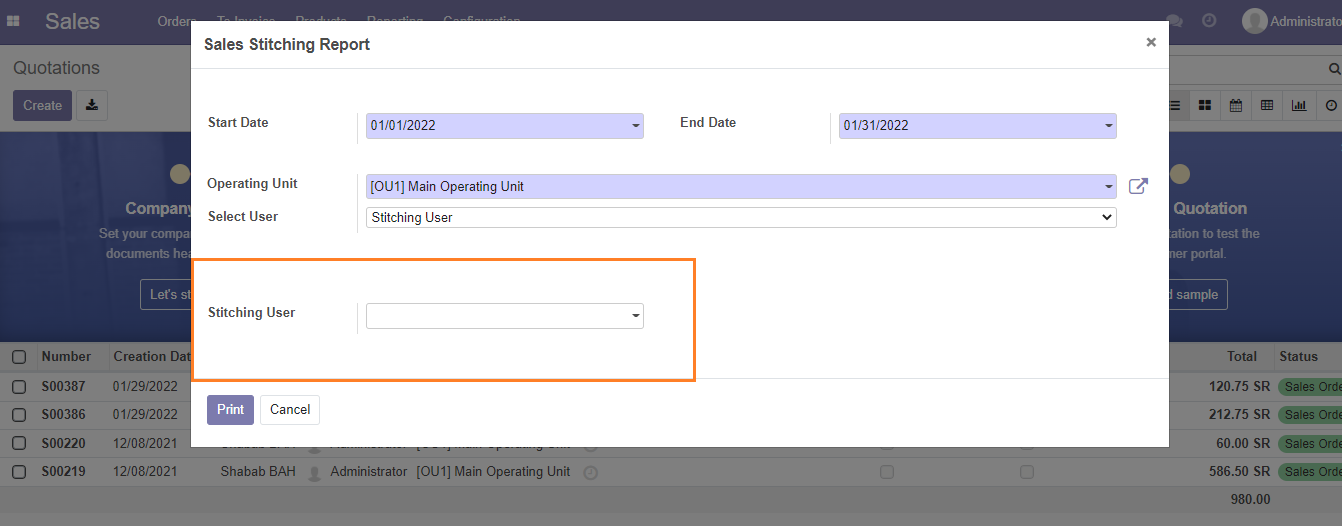 Sales Orders To Invoice Products Reporting Configuration Administrator
Sales Stitching Report ×
Quotations
Create
Start Date 01/01/2022 End Date 01/31/2022
Operating Unit [OU1] Main Operating Unit
Select User Stitching User
Company Quotation
Set your compa tation to test the
documents hea ner portal.
Let's st d sample
Stitching User
Number Creation Dat Total Status
S00387 01/29/2022 120.75 SR Sales Orde
S00386 01/29/2022 212.75 SR Sales Orde
Print Cancel
S00220 12/08/2021 Shabab BAH Administrator [OU1] Main Operating Unit 60.00 SR Sales Orde
S00219 12/08/2021 Shabab BAH Administrator [OU1] Main Operating Unit 586.50 SR Sales Orde
980.00